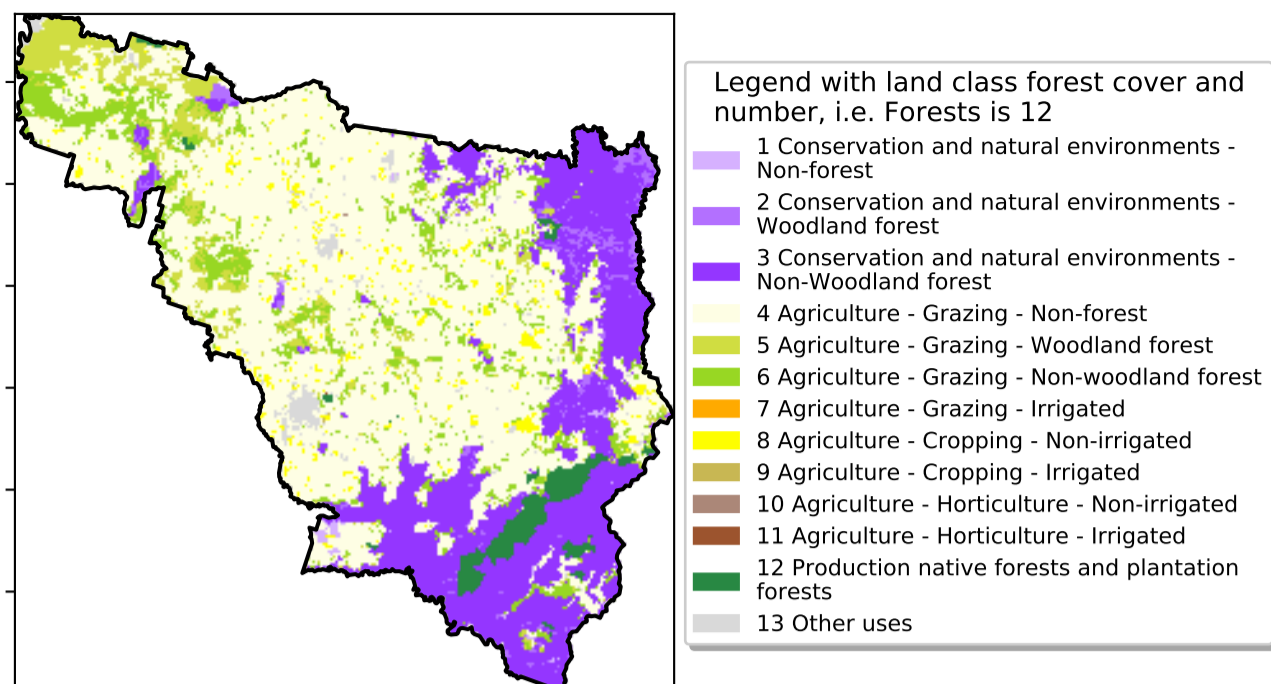 Legend with land class forest cover and
number, i.e. Forests is 12
1 Conservation and natural environments -
Non-forest
2 Conservation and natural environments -
Woodland forest
3 Conservation and natural environments -
Non-Woodland forest
4 Agriculture - Grazing - Non-forest
5 Agriculture - Grazing - Woodland forest
6 Agriculture - Grazing - Non-woodland forest
7 Agriculture - Grazing - Irrigated
8 Agriculture - Cropping - Non-irrigated
9 Agriculture - Cropping - Irrigated
10 Agriculture - Horticulture - Non-irrigated
11 Agriculture - Horticulture - Irrigated
12 Production native forests and plantation
forests
13 Other uses